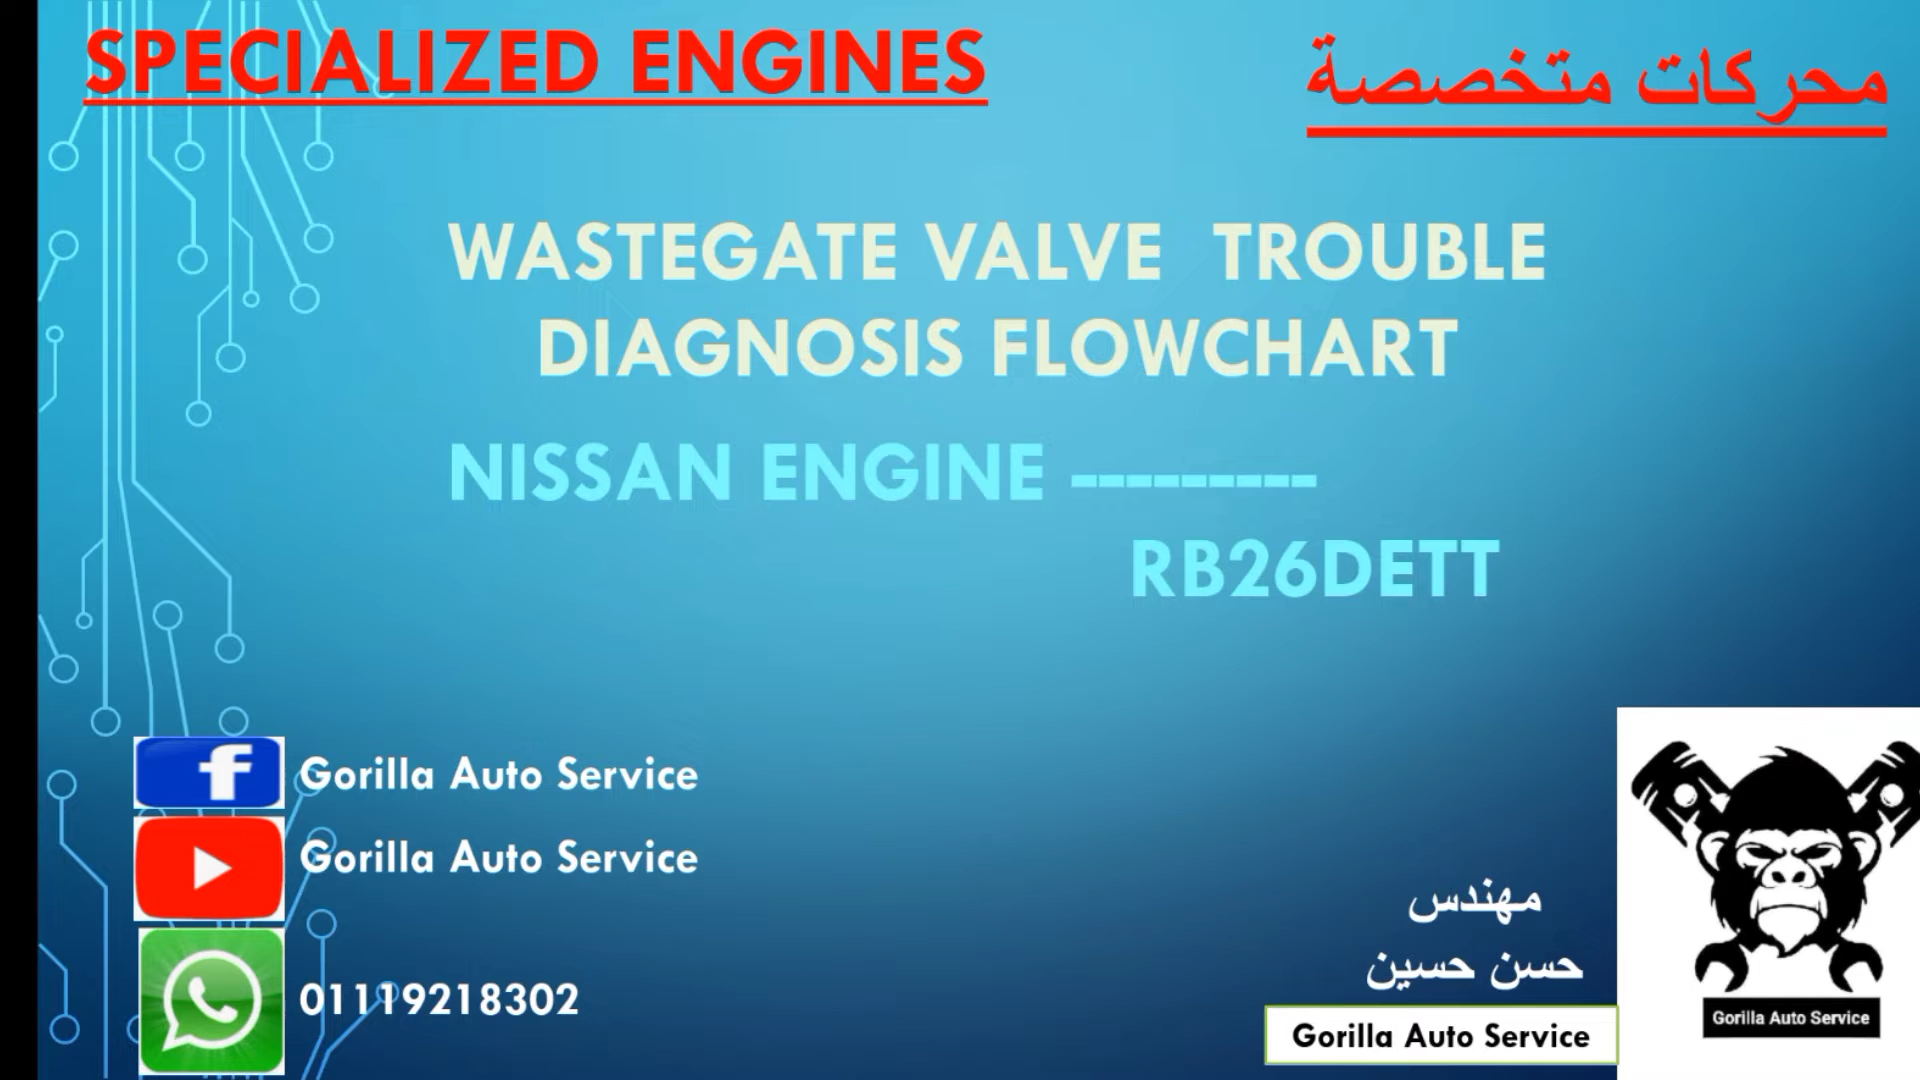 SPECIALIZED ENGINES
محركات متخصصة
WASTEGATE VALVE TROUBLE
DIAGNOSIS FLOWCHART
NISSAN ENGINE ---------
RB26DETT
f Gorilla Auto Service
Gorilla Auto Service
01119218302
مهندس
حسن حسين
Gorilla Auto Service
Gorilla Auto Service